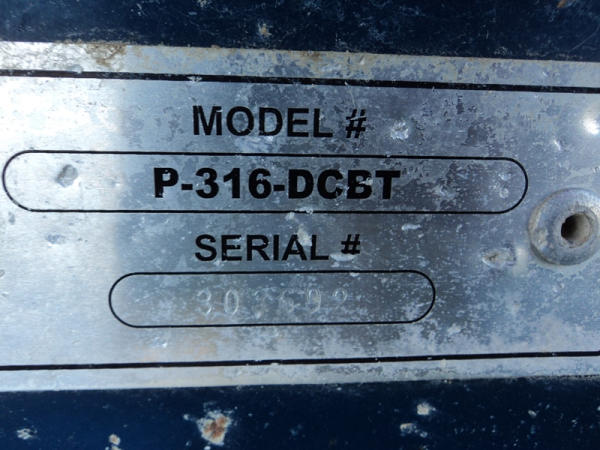 MODEL #
P-316-DCBT
SERIAL #